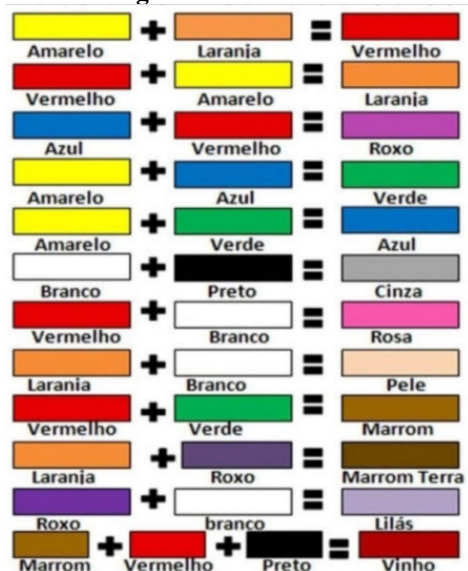 Amarelo + Laranja = Vermelho
Vermelho + Amarelo = Laranja
Azul + Vermelho = Roxo
Amarelo + Azul = Verde
Amarelo + Verde = Azul
Branco + Preto = Cinza
Vermelho + Branco = Rosa
Laranja + Branco = Pele
Vermelho + Verde = Marrom
Laranja + Roxo = Marrom Terra
Roxo + branco = Lilás
Marrom + Vermelho + Preto = Vinho